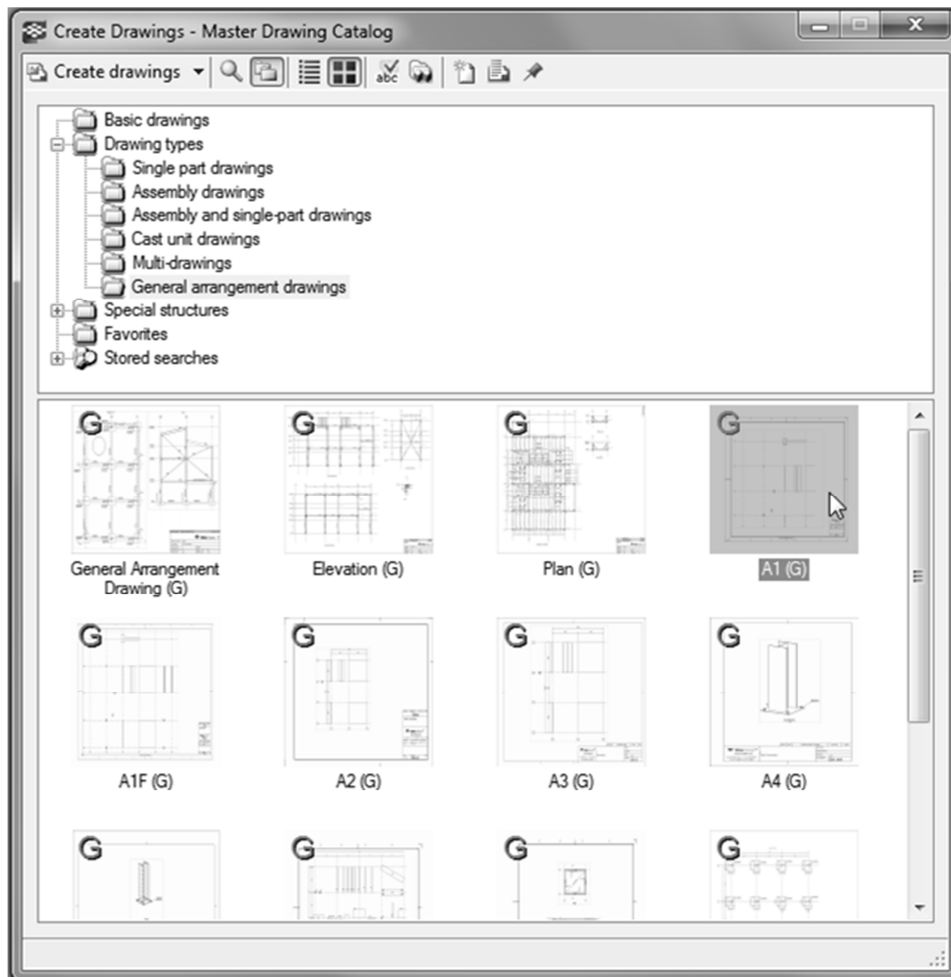 Create Drawings - Master Drawing Catalog
Create drawings
abc
Basic drawings
Drawing types
Single part drawings
Assembly drawings
Assembly and single-part drawings
Cast unit drawings
Multi-drawings
General arrangement drawings
Special structures
Favorites
Stored searches
G G G G
General Arrangement Elevation (G) Plan (G) A1 (G)
Drawing (G)
G G G G
A1F (G) A2 (G) A3 (G) A4 (G)
G G G G